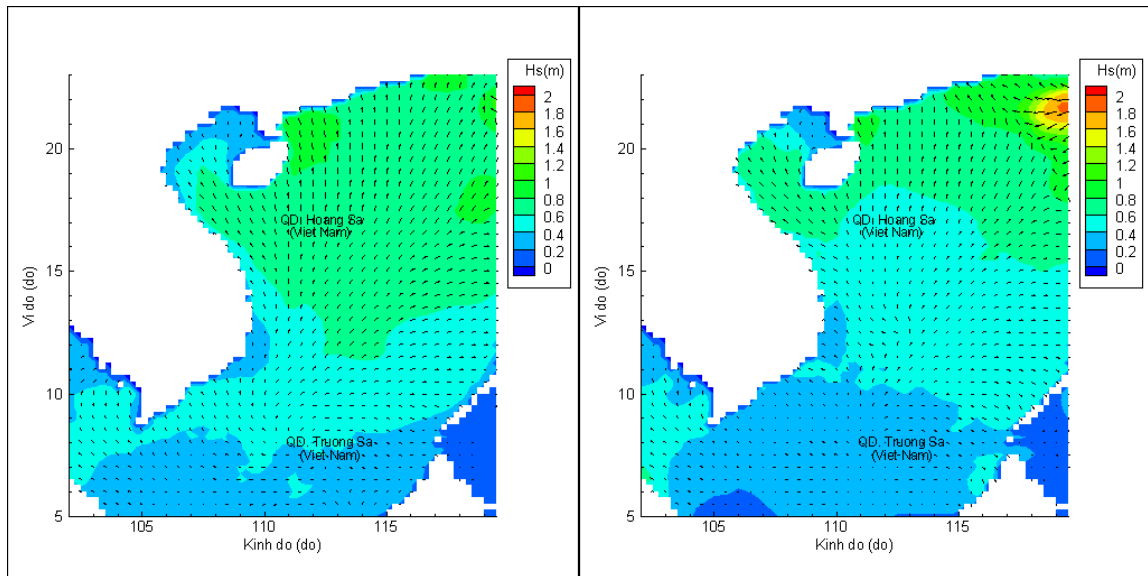 Hs(m)
2
1.8
1.6
1.4
1.2
1
0.8
0.6
0.4
0.2
0
20
15
10
5
Vi do (do)
QD. Hoang Sa
(Viet Nam)
QD. Truong Sa
(Viet Nam)
105
110
115
Kinh do (do)
Hs(m)
2
1.8
1.6
1.4
1.2
1
0.8
0.6
0.4
0.2
0
20
15
10
5
Vi do (do)
QD. Hoang Sa
(Viet Nam)
QD. Truong Sa
(Viet Nam)
105
110
115
Kinh do (do)